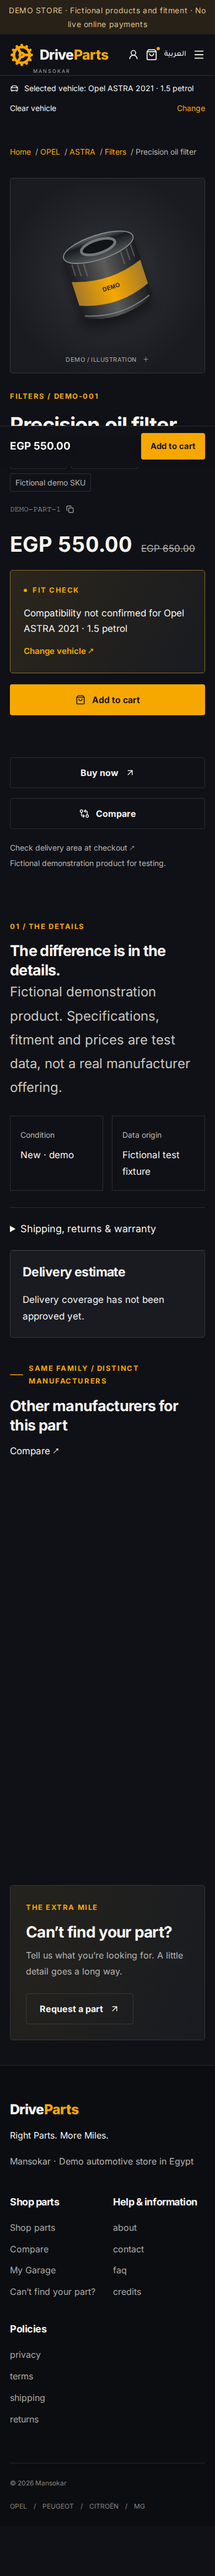 DEMO STORE · Fictional products and fitment · No
live online payments
DriveParts
MANSOKAR
العربية
Selected vehicle: Opel ASTRA 2021 · 1.5 petrol
Clear vehicle
Change
Home / OPEL / ASTRA / Filters / Precision oil filter
DEMO
DEMO / ILLUSTRATION +
FILTERS / DEMO-001
Precision oil filter
EGP 550.00
Add to cart
Fictional demo SKU
DEMO-PART-1
EGP 550.00 EGP 650.00
FIT CHECK
Compatibility not confirmed for Opel
ASTRA 2021 · 1.5 petrol
Change vehicle ↗
Add to cart
Buy now ↗
Compare
Check delivery area at checkout ↗
Fictional demonstration product for testing.
01 / THE DETAILS
The difference is in the
details.
Fictional demonstration
product. Specifications,
fitment and prices are test
data, not a real manufacturer
offering.
Condition
New · demo
Data origin
Fictional test
fixture
▶ Shipping, returns & warranty
Delivery estimate
Delivery coverage has not been
approved yet.
SAME FAMILY / DISTINCT
MANUFACTURERS
Other manufacturers for
this part
Compare ↗
THE EXTRA MILE
Can’t find your part?
Tell us what you’re looking for. A little
detail goes a long way.
Request a part ↗
DriveParts
Right Parts. More Miles.
Mansokar · Demo automotive store in Egypt
Shop parts
Shop parts
Compare
My Garage
Can’t find your part?
Help & information
about
contact
faq
credits
Policies
privacy
terms
shipping
returns
© 2026 Mansokar
OPEL / PEUGEOT / CITROËN / MG